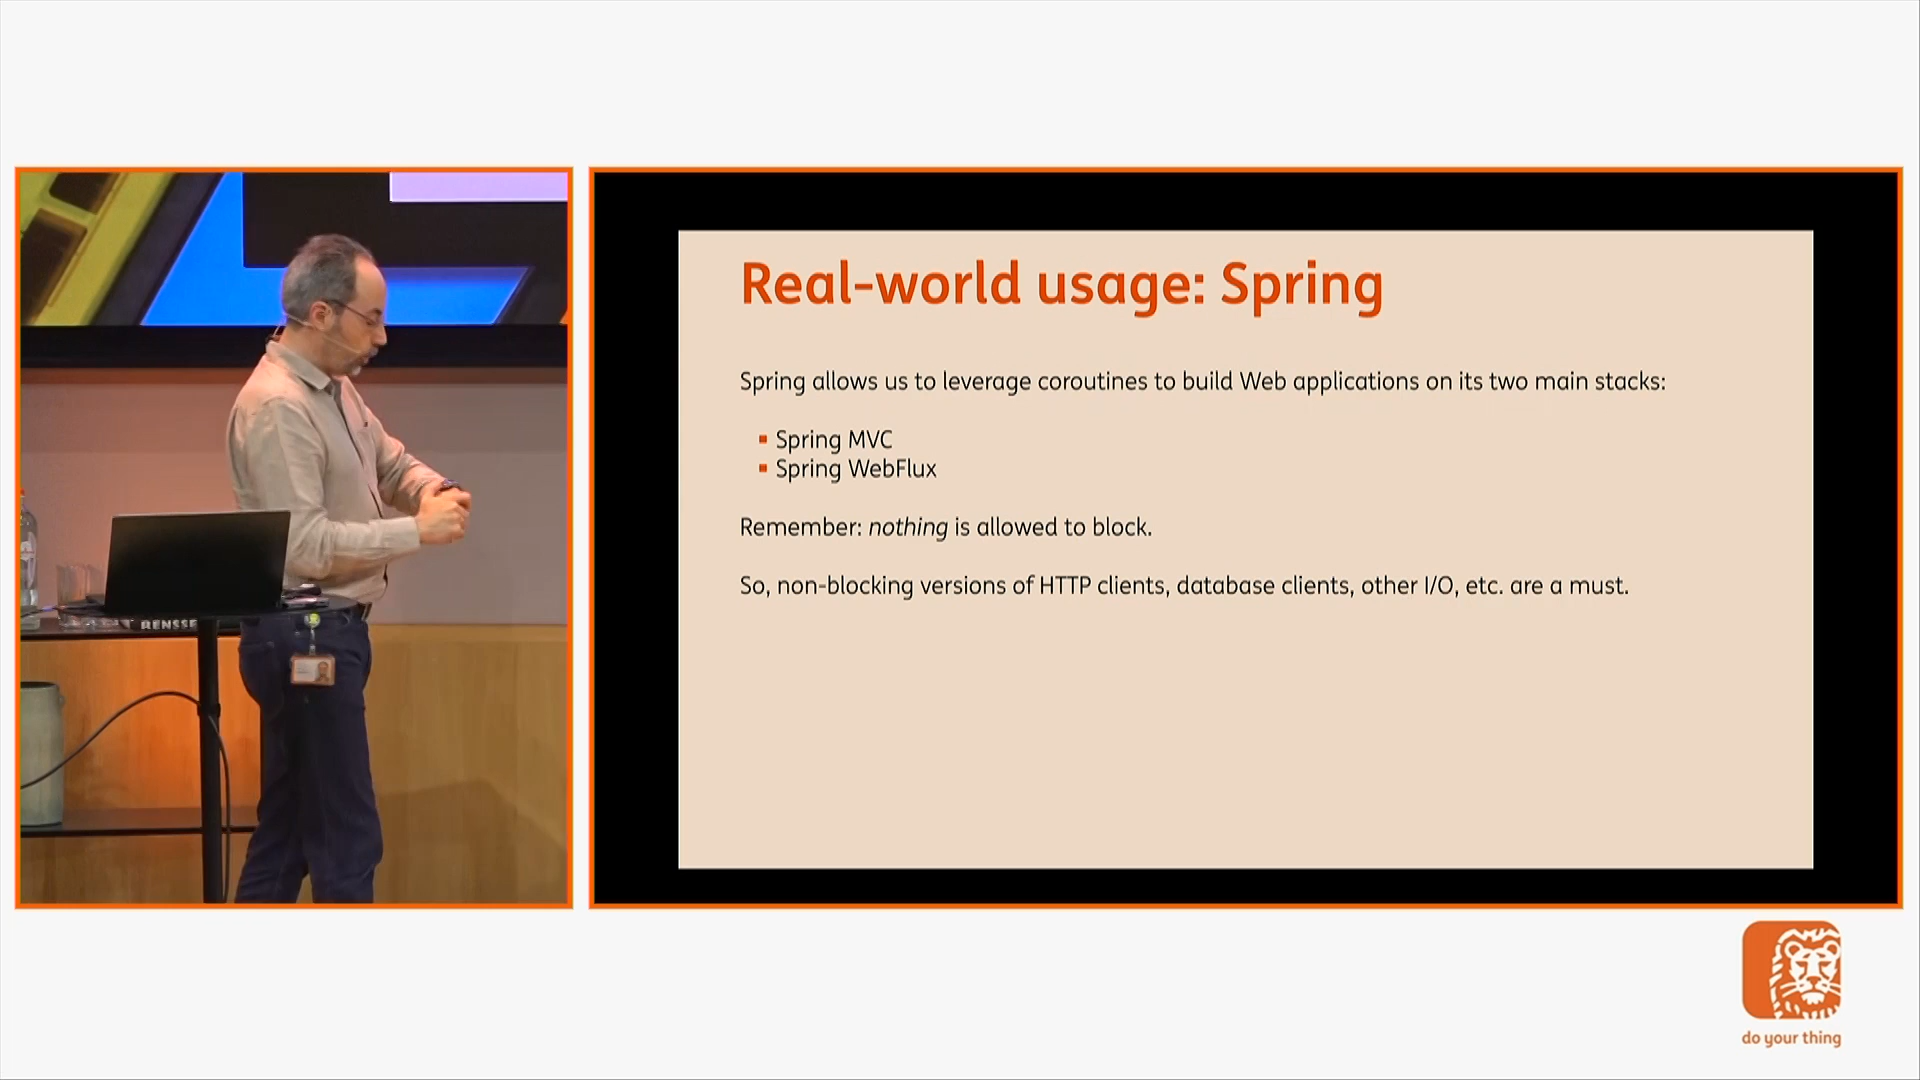 Real-world usage: Spring
Spring allows us to leverage coroutines to build Web applications on its two main stacks:
Spring MVC
Spring WebFlux
Remember: nothing is allowed to block.
So, non-blocking versions of HTTP clients, database clients, other I/O, etc. are a must.
RENSSE
do your thing